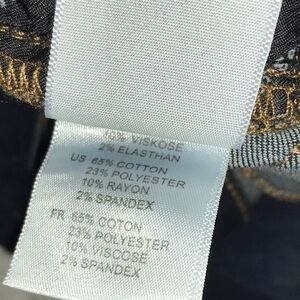 10% VISKOSE
2% ELASTHAN
US 65% COTTON
23% POLYESTER
10% RAYON
2% SPANDEX
FR 65% COTON
23% POLYESTER
10% VISCOSE
2% SPANDEX